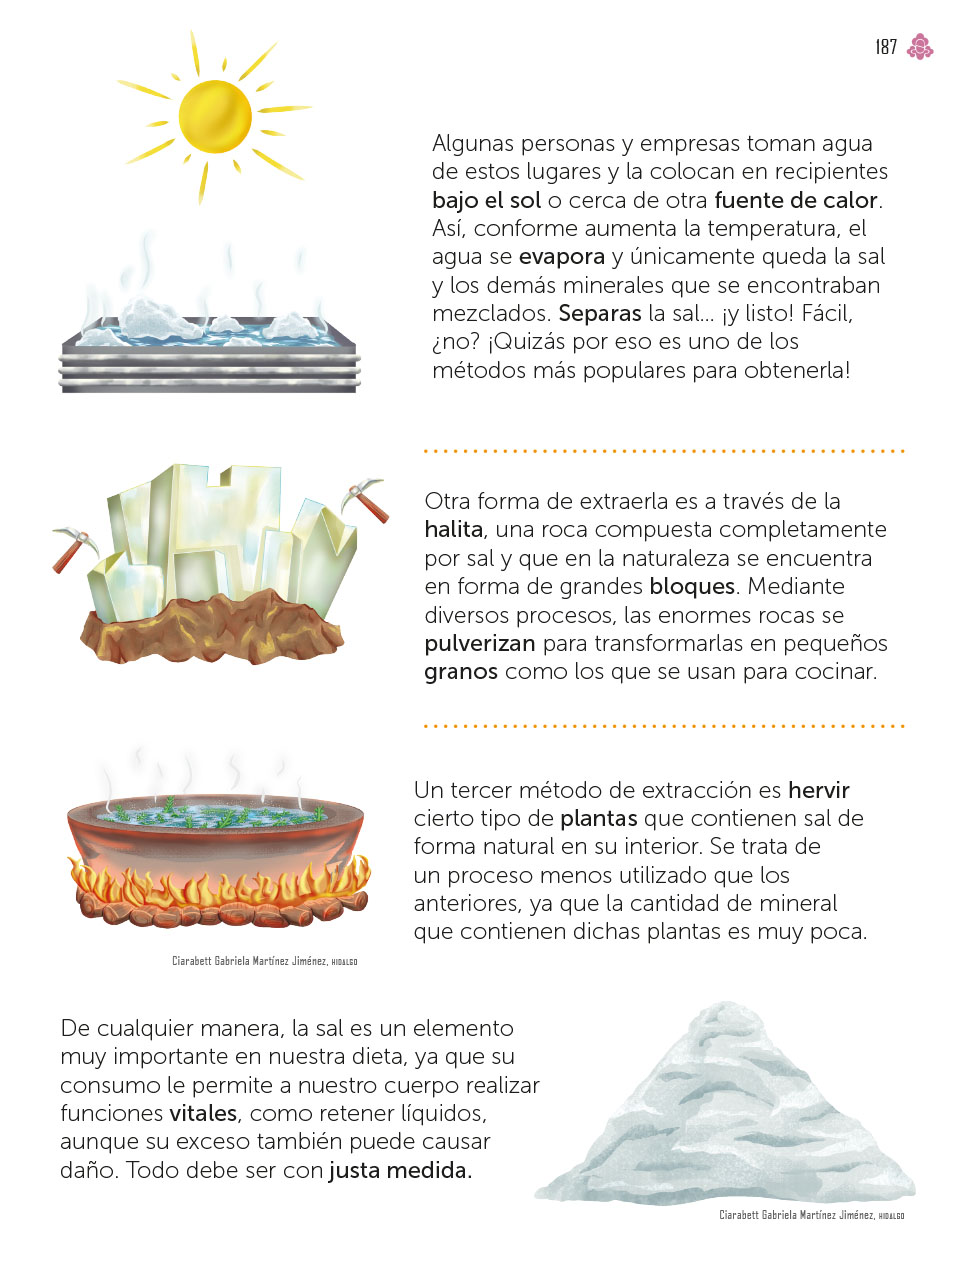 187
Algunas personas y empresas toman agua
de estos lugares y la colocan en recipientes
bajo el sol o cerca de otra fuente de calor.
Así, conforme aumenta la temperatura, el
agua se evapora y únicamente queda la sal
y los demás minerales que se encontraban
mezclados. Separas la sal... ¡y listo! Fácil,
¿no? ¡Quizás por eso es uno de los
métodos más populares para obtenerla!
Otra forma de extraerla es a través de la
halita, una roca compuesta completamente
por sal y que en la naturaleza se encuentra
en forma de grandes bloques. Mediante
diversos procesos, las enormes rocas se
pulverizan para transformarlas en pequeños
granos como los que se usan para cocinar.
Un tercer método de extracción es hervir
cierto tipo de plantas que contienen sal de
forma natural en su interior. Se trata de
un proceso menos utilizado que los
anteriores, ya que la cantidad de mineral
que contienen dichas plantas es muy poca.
Ciarabett Gabriela Martínez Jiménez, HIDALGO
De cualquier manera, la sal es un elemento
muy importante en nuestra dieta, ya que su
consumo le permite a nuestro cuerpo realizar
funciones vitales, como retener líquidos,
aunque su exceso también puede causar
daño. Todo debe ser con justa medida.
Ciarabett Gabriela Martínez Jiménez, HIDALGO